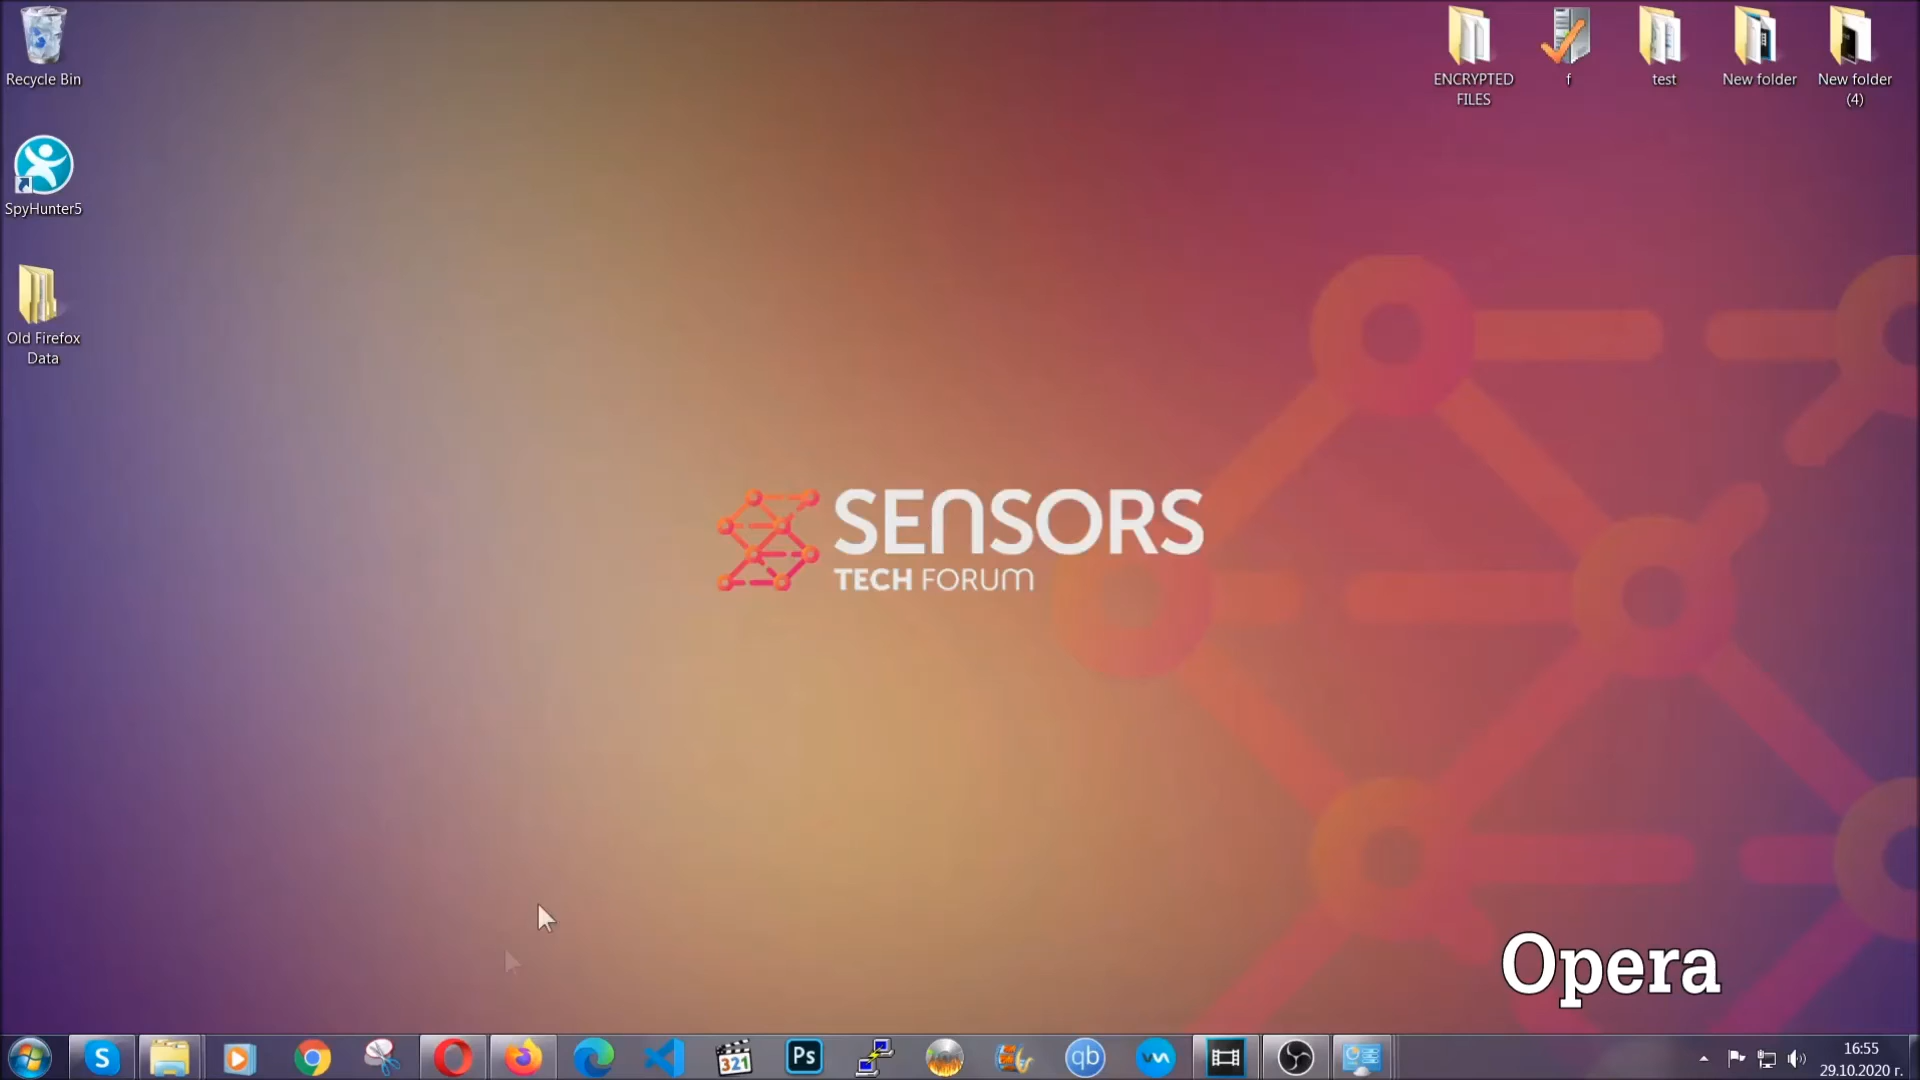 Recycle Bin
SpyHunter5
Old Firefox
Data
ENCRYPTED
FILES
f
test
New folder
New folder
(4)
SENSORS
TECH FORUM
Opera
S
321
Ps
qb
16:55
29.10.2020 г.